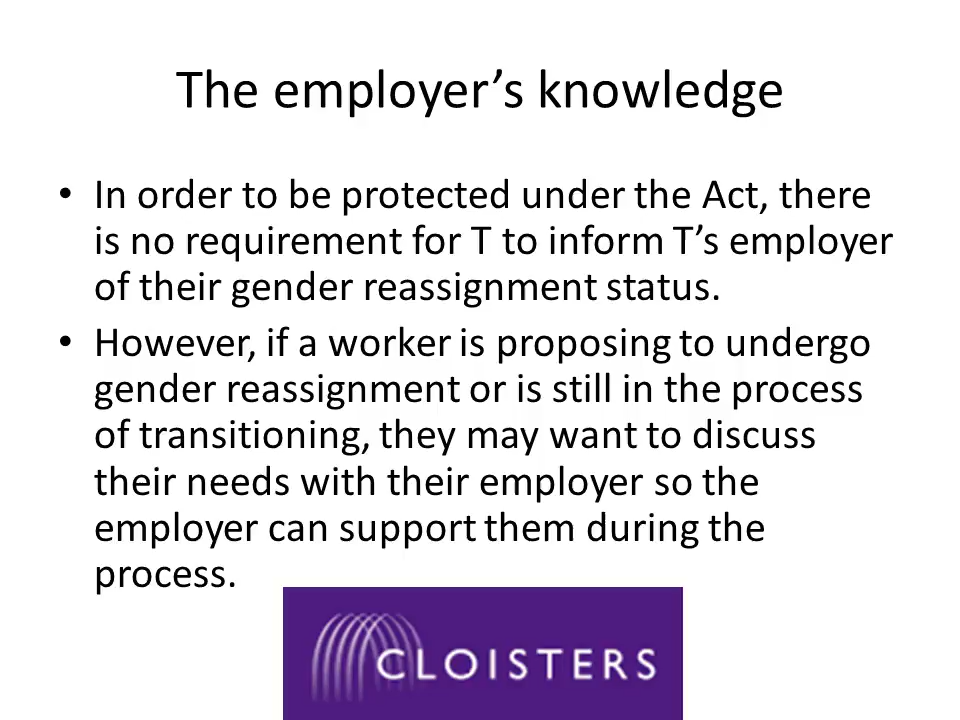 The employer’s knowledge
• In order to be protected under the Act, there
is no requirement for T to inform T’s employer
of their gender reassignment status.
• However, if a worker is proposing to undergo
gender reassignment or is still in the process
of transitioning, they may want to discuss
their needs with their employer so the
employer can support them during the
process.
CLOISTERS